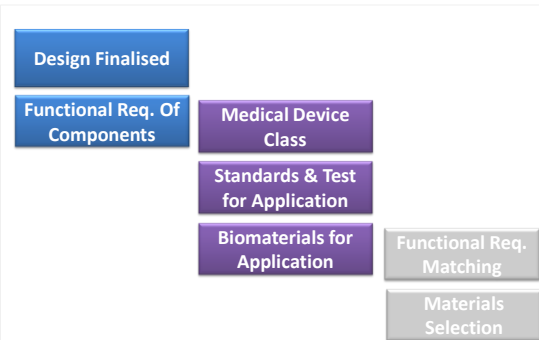 Design Finalised
Functional Req. Of
Components
Medical Device
Class
Standards & Test
for Application
Biomaterials for
Application
Functional Req.
Matching
Materials
Selection